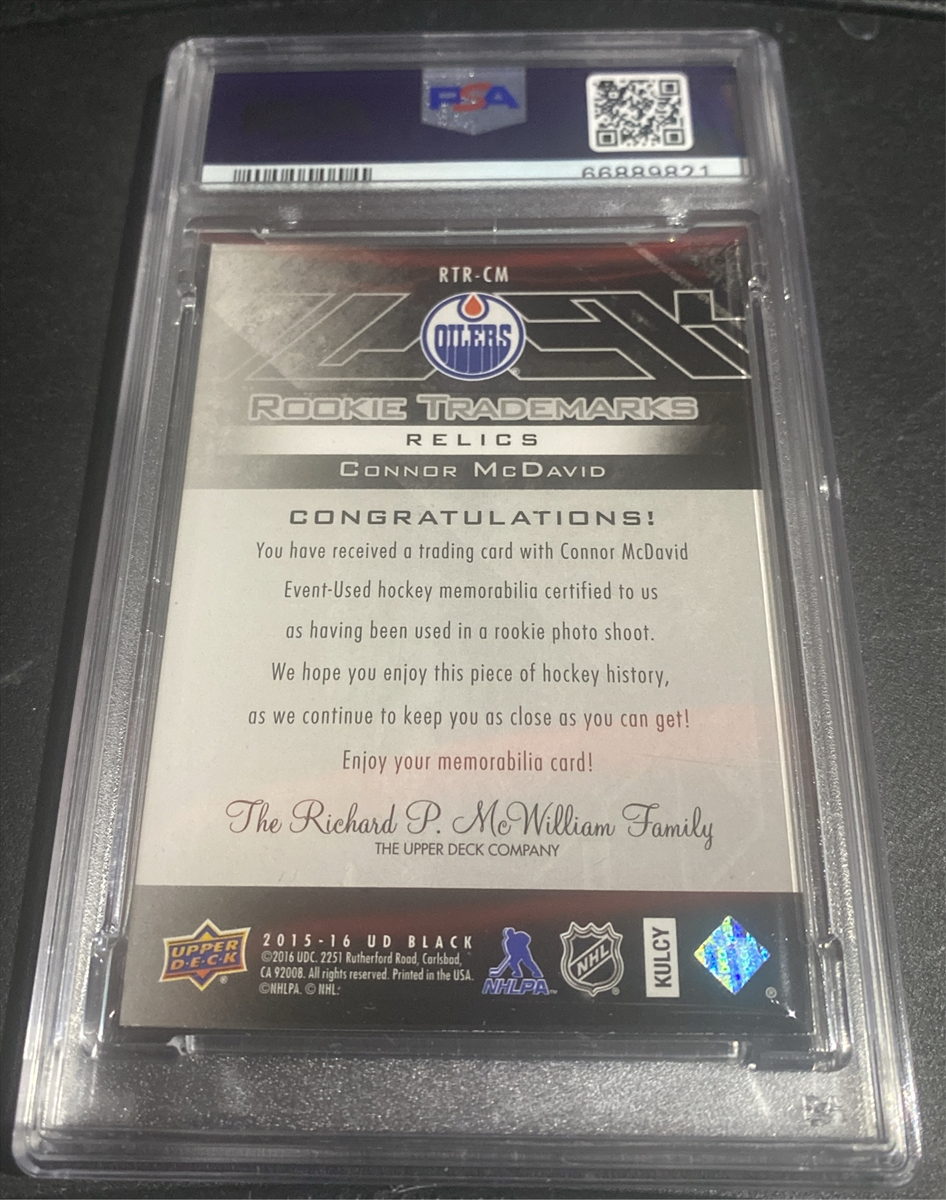 PSA
66889821
RTR-CM
OILERS
ROOKIE TRADEMARKS
RELICS
CONNOR MCDAVID
CONGRATULATIONS!
You have received a trading card with Connor McDavid
Event-Used hockey memorabilia certified to us
as having been used in a rookie photo shoot.
We hope you enjoy this piece of hockey history,
as we continue to keep you as close as you can get!
Enjoy your memorabilia card!
The Richard P. McWilliam Family
THE UPPER DECK COMPANY
UPPER DECK
2015-16 UD BLACK
©2016 UDC. 2251 Rutherford Road, Carlsbad,
CA 92008. All rights reserved. Printed in the USA.
©NHLPA. © NHL.
NHLPA
NHL
KULCY